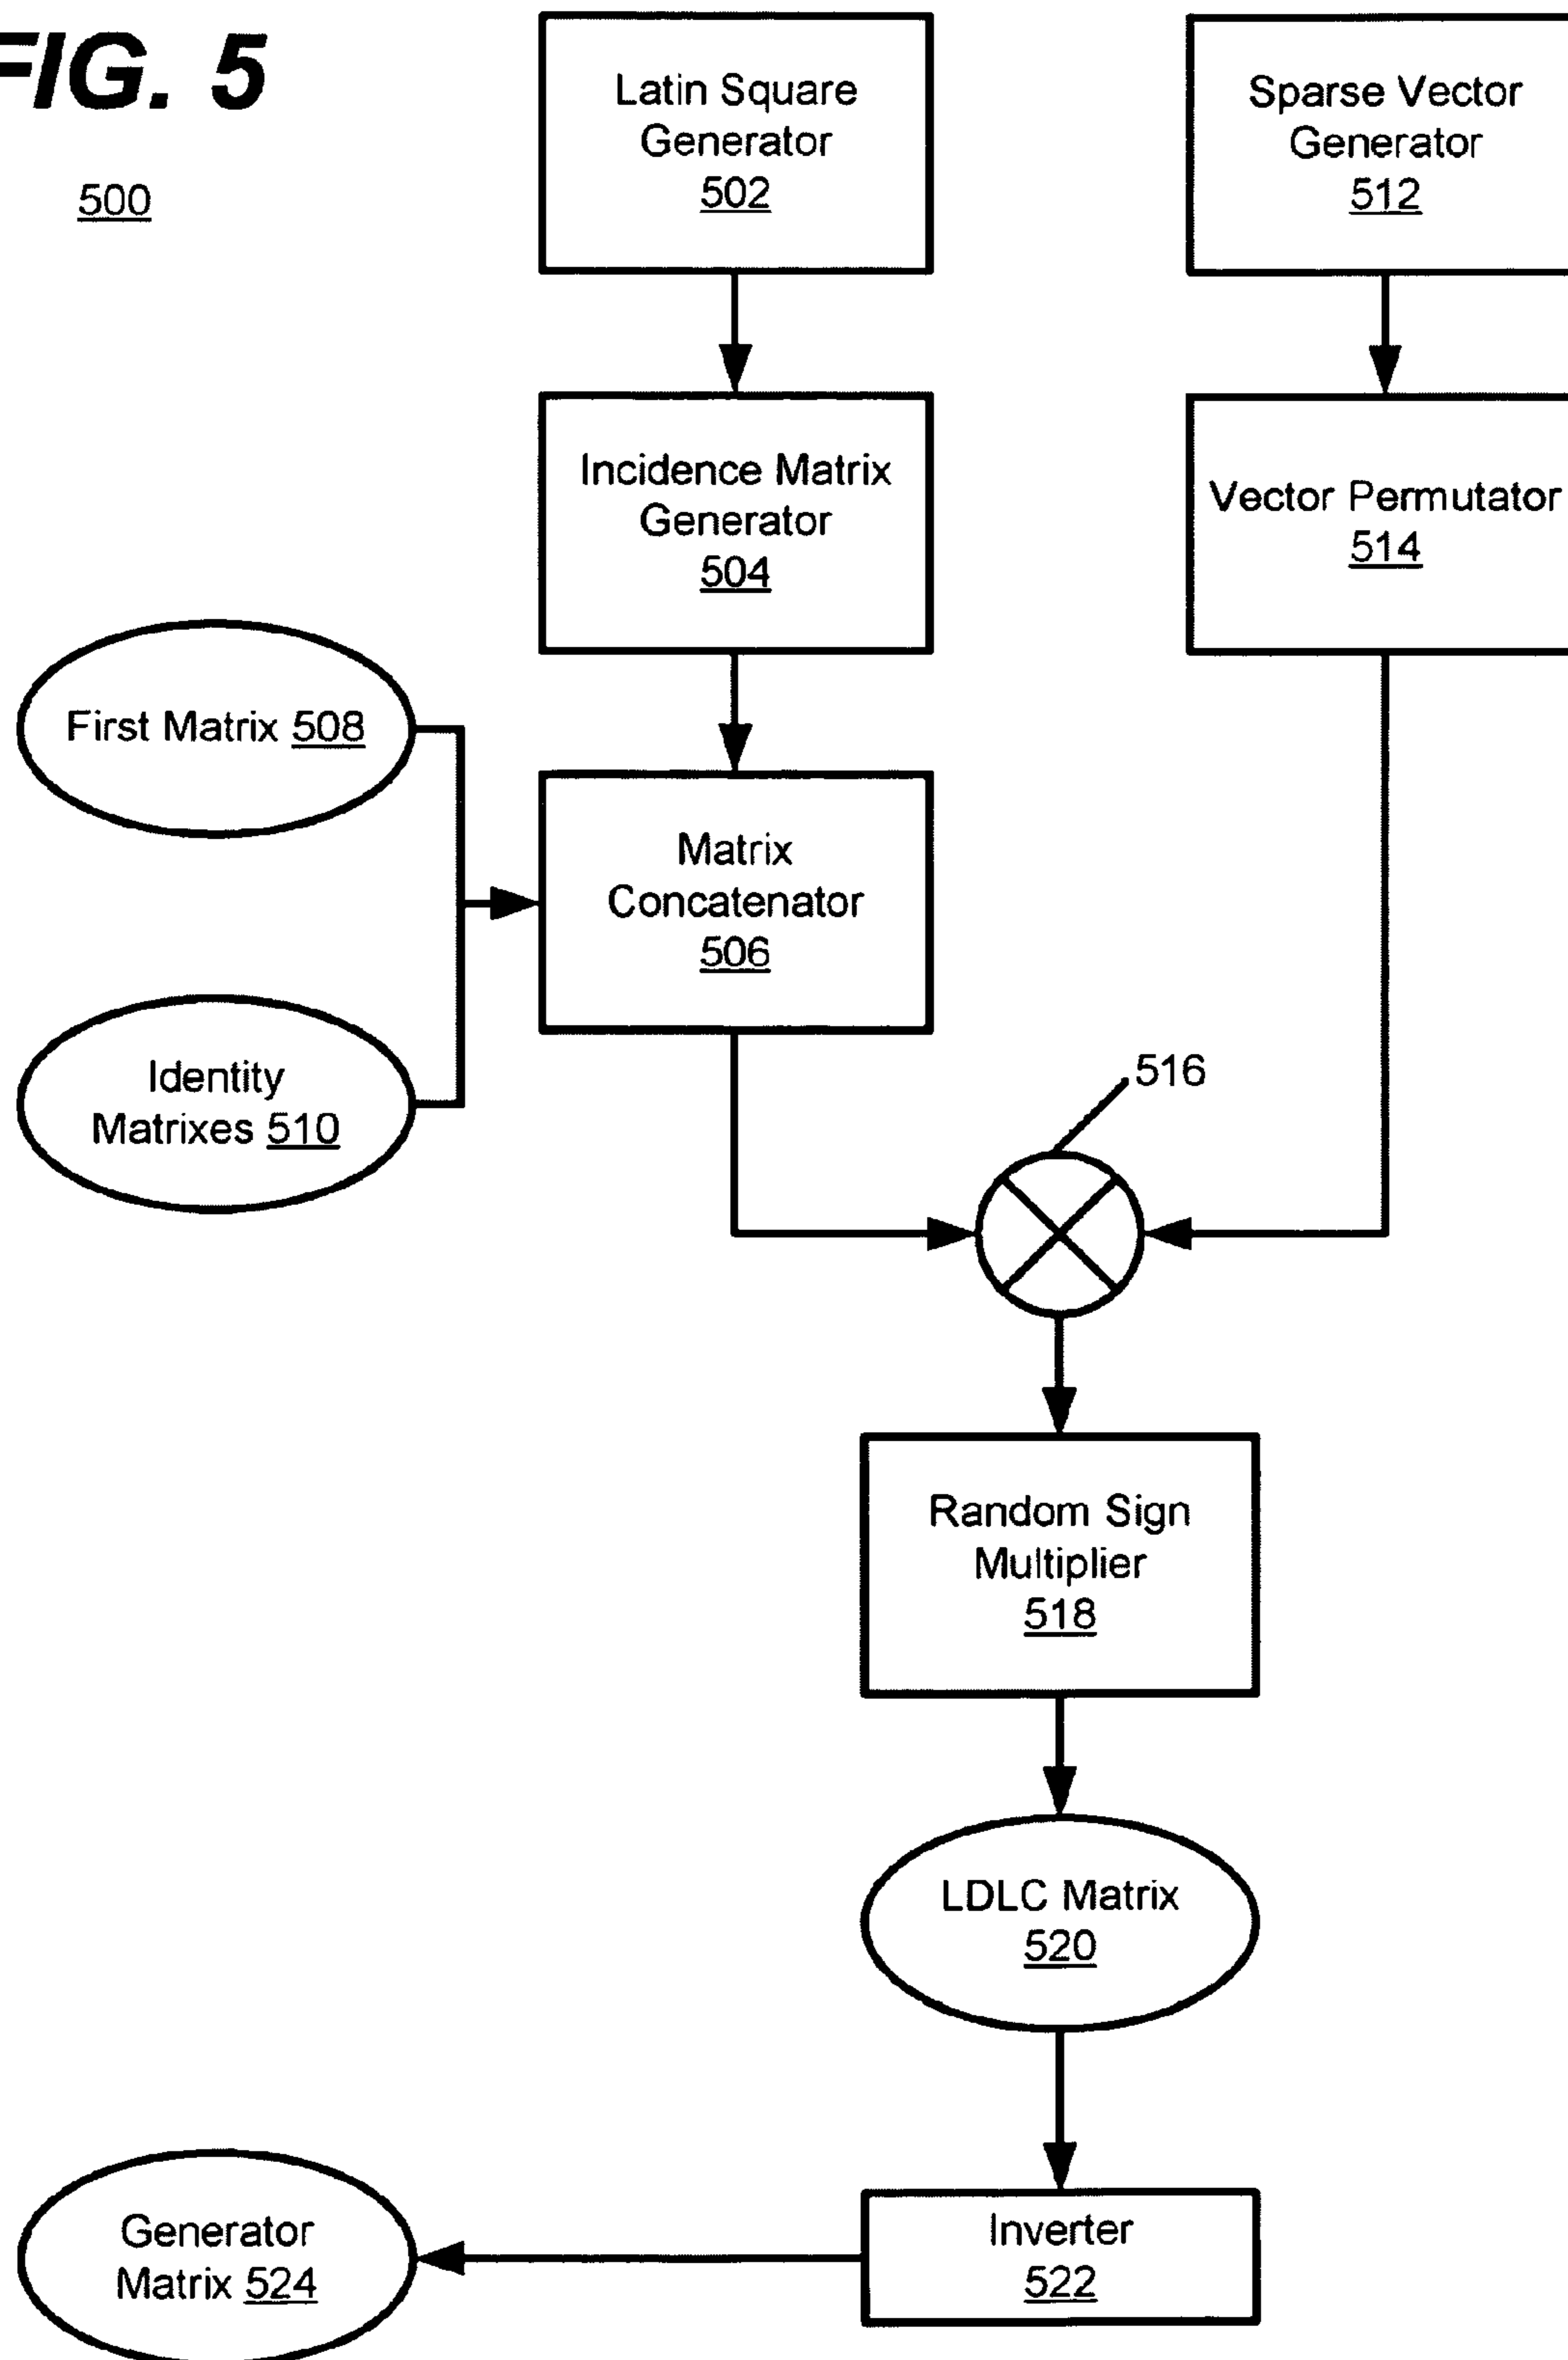 FIG. 5
500
Latin Square
Generator
502
Sparse Vector
Generator
512
Incidence Matrix
Generator
504
Vector Permutator
514
First Matrix 508
Matrix
Concatenator
506
Identity
Matrixes 510
516
Random Sign
Multiplier
518
LDLC Matrix
520
Inverter
522
Generator
Matrix 524